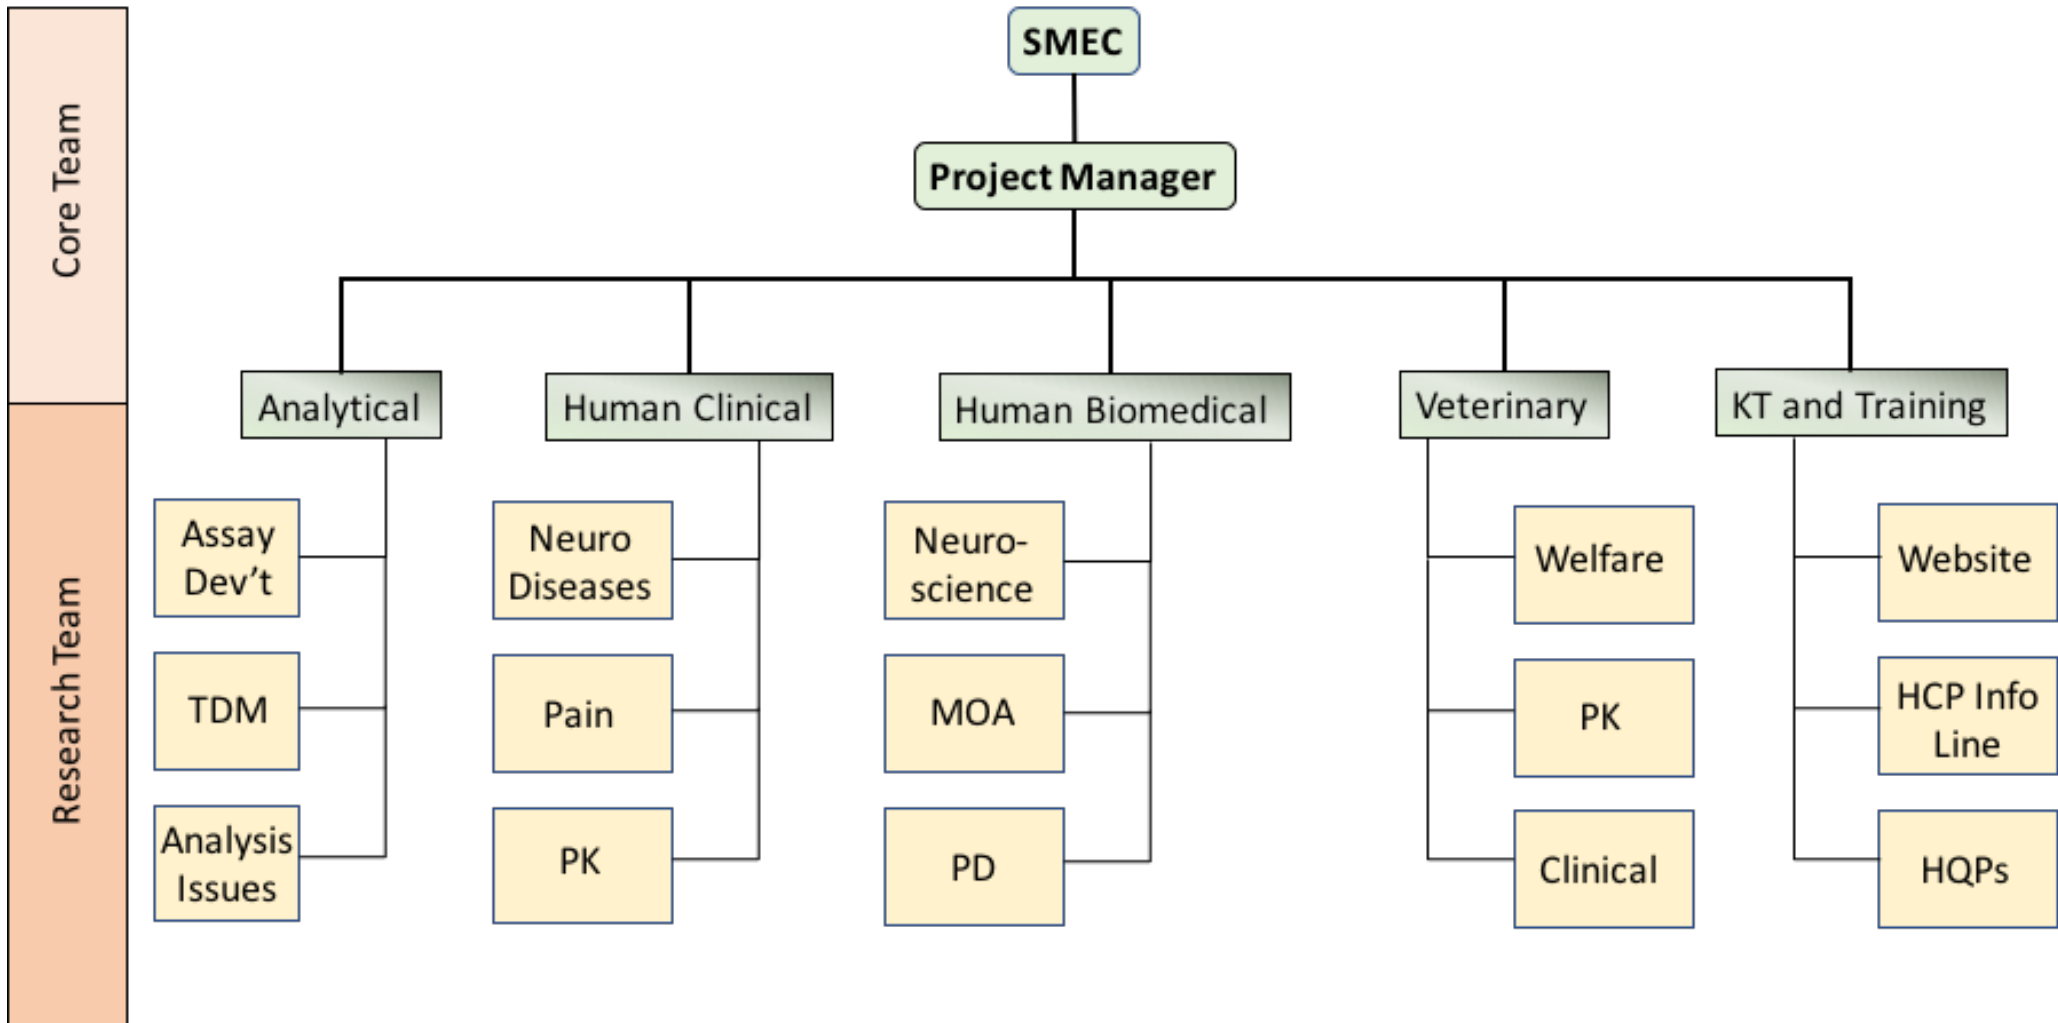 SMEC
Project Manager
Core Team
Analytical
Human Clinical
Human Biomedical
Veterinary
KT and Training
Research Team
Assay
Dev't
TDM
Analysis
Issues
Neuro
Diseases
Pain
PK
Neuro-
science
MOA
PD
Welfare
PK
Clinical
Website
HCP Info
Line
HQPs